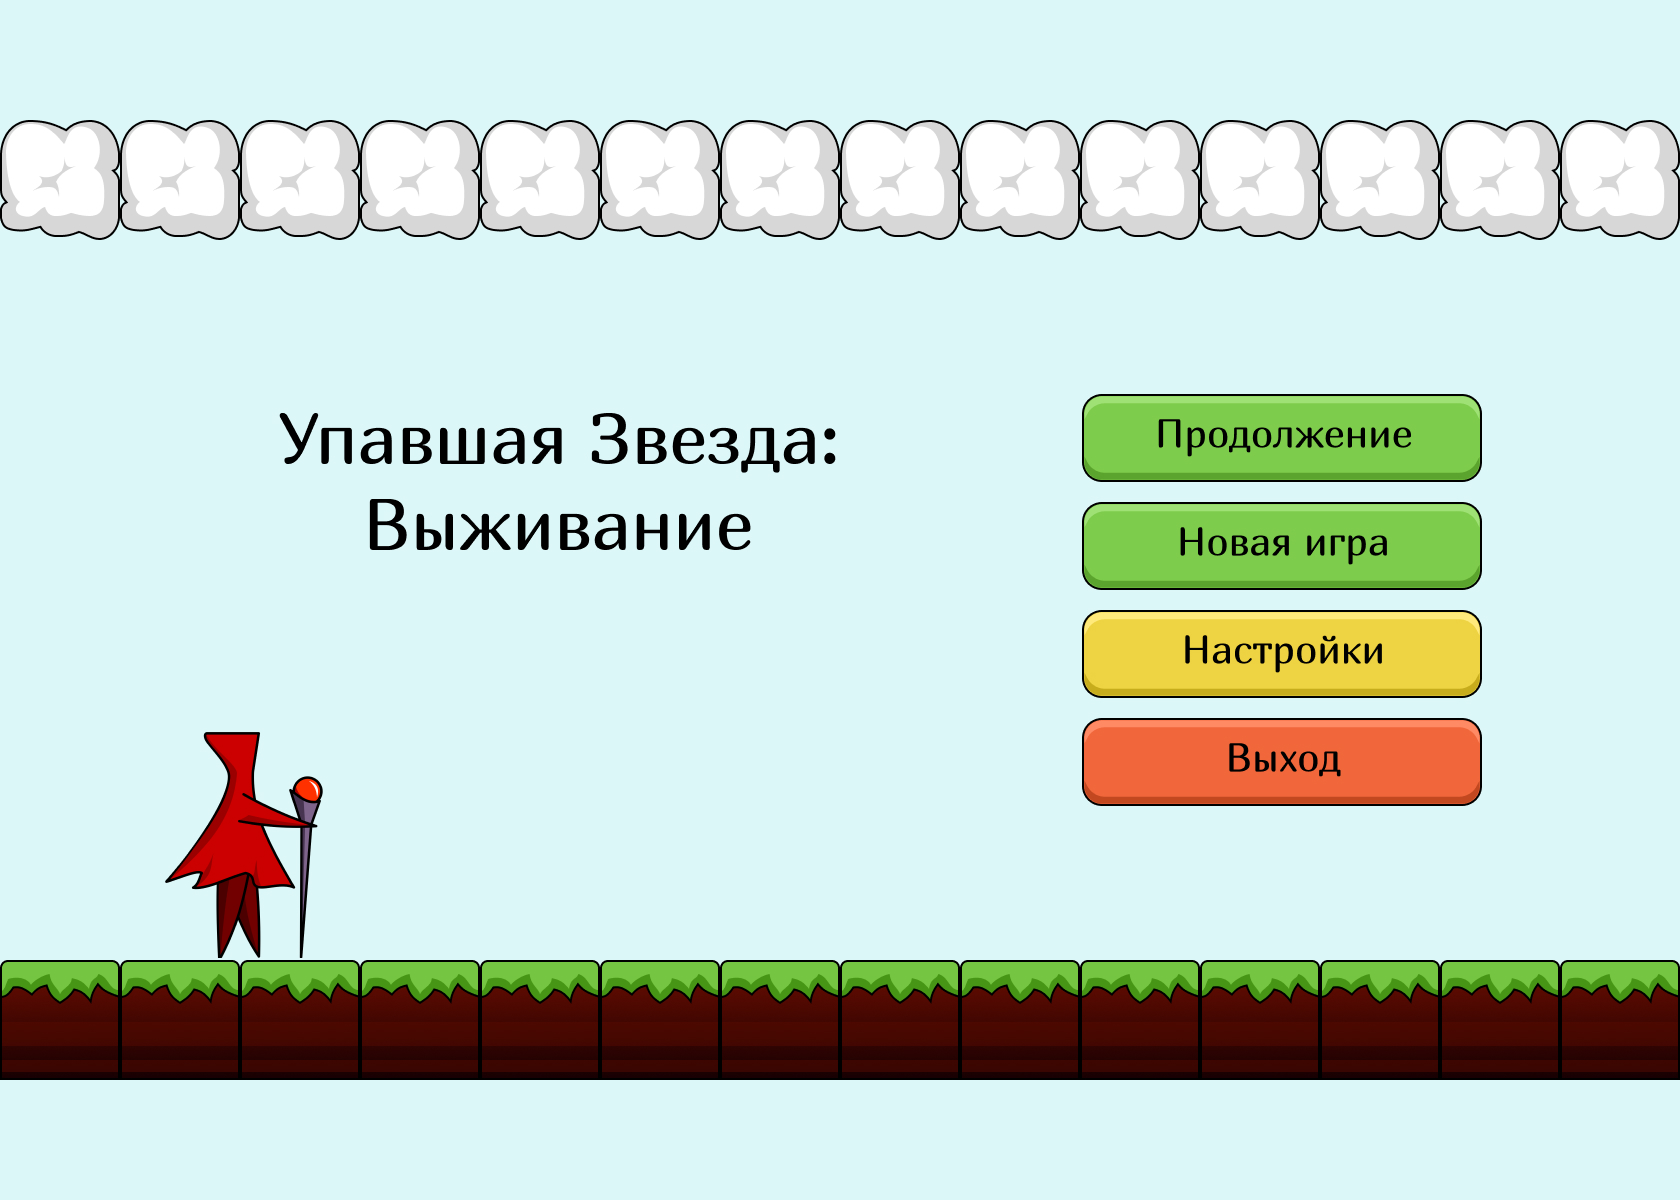 Упавшая Звезда:
Выживание
Продолжение
Новая игра
Настройки
Выход